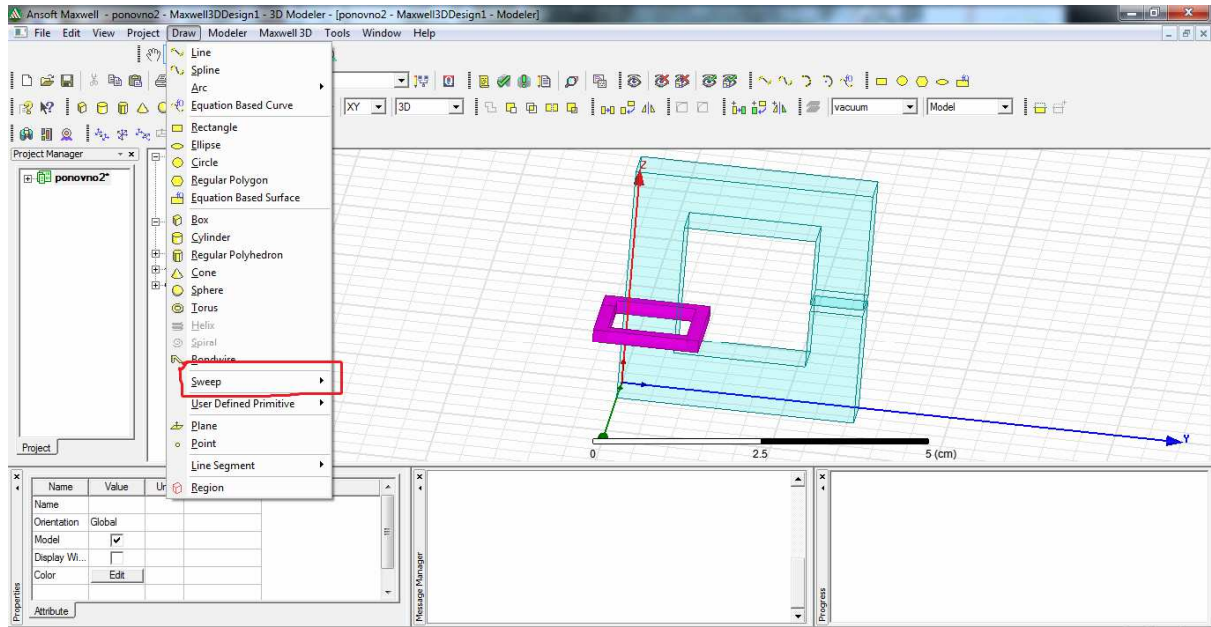 Ansoft Maxwell - ponovno2 - Maxwell3DDesign1 - 3D Modeler - [ponovno2 - Maxwell3DDesign1 - Modeler]
File Edit View Project Draw Modeler Maxwell 3D Tools Window Help
Line
Spline
Arc
Equation Based Curve
Rectangle
Ellipse
Circle
Regular Polygon
Equation Based Surface
Box
Cylinder
Regular Polyhedron
Cone
Sphere
Torus
Helix
Spiral
Bondwire
Sweep
User Defined Primitive
Plane
Point
Line Segment
Region
XY 3D vacuum Model
Project Manager
ponovno2*
Project
Z
Y
0 2.5 5 (cm)
Name Value Un
Name
Orientation Global
Model
Display Wi...
Color Edit
Attribute
Properties
Message Manager
Progress